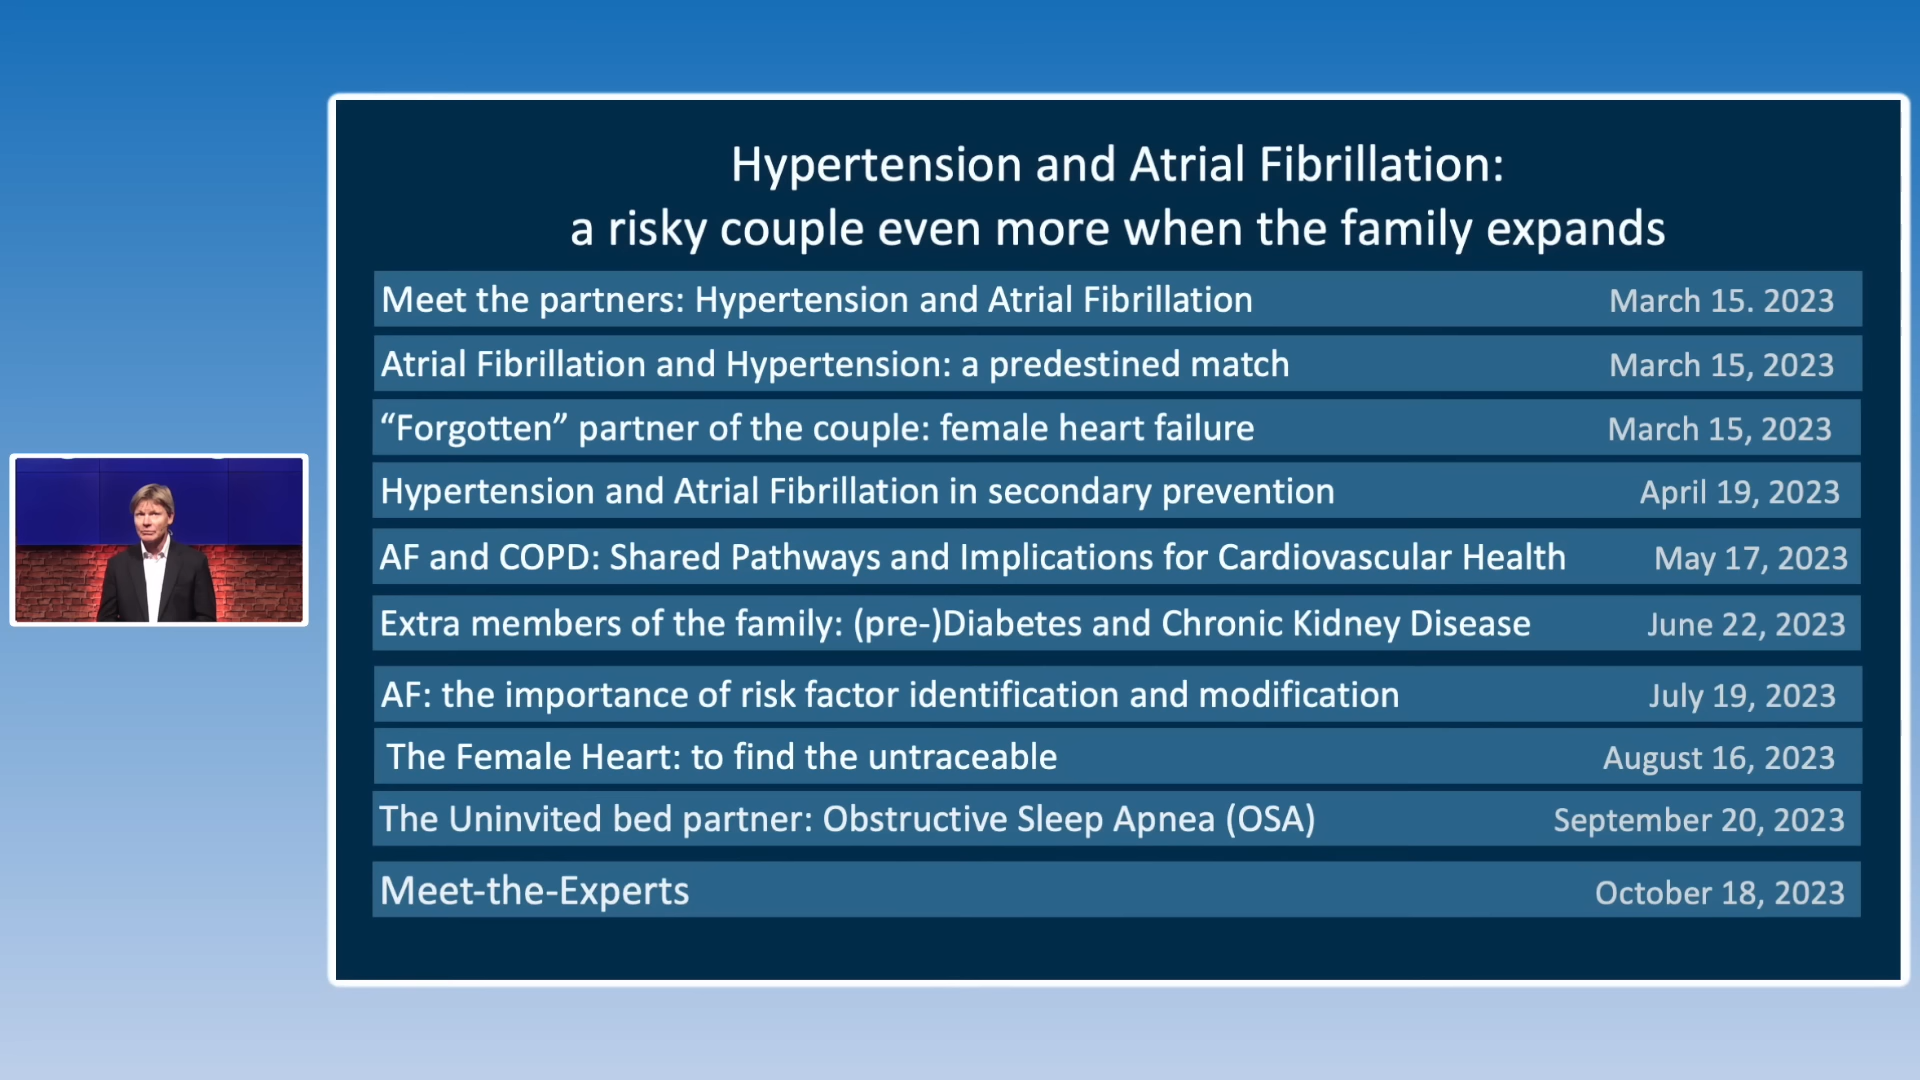 Hypertension and Atrial Fibrillation:
a risky couple even more when the family expands
Meet the partners: Hypertension and Atrial Fibrillation March 15. 2023
Atrial Fibrillation and Hypertension: a predestined match March 15, 2023
“Forgotten” partner of the couple: female heart failure March 15, 2023
Hypertension and Atrial Fibrillation in secondary prevention April 19, 2023
AF and COPD: Shared Pathways and Implications for Cardiovascular Health May 17, 2023
Extra members of the family: (pre-)Diabetes and Chronic Kidney Disease June 22, 2023
AF: the importance of risk factor identification and modification July 19, 2023
The Female Heart: to find the untraceable August 16, 2023
The Uninvited bed partner: Obstructive Sleep Apnea (OSA) September 20, 2023
Meet-the-Experts October 18, 2023